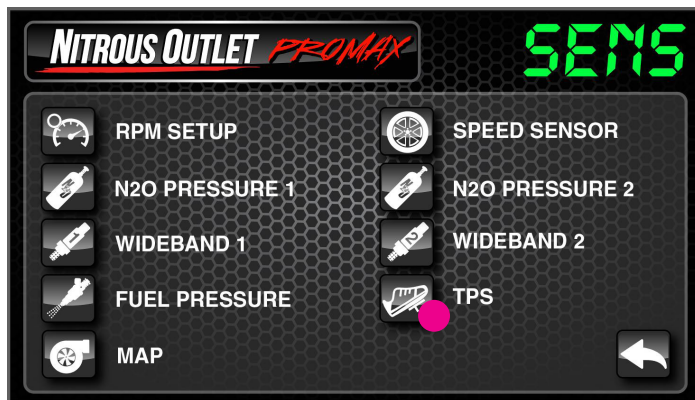 NITROUS OUTLET PROMAX
SENS
RPM SETUP
SPEED SENSOR
N2O PRESSURE 1
N2O PRESSURE 2
WIDEBAND 1
WIDEBAND 2
FUEL PRESSURE
TPS
MAP